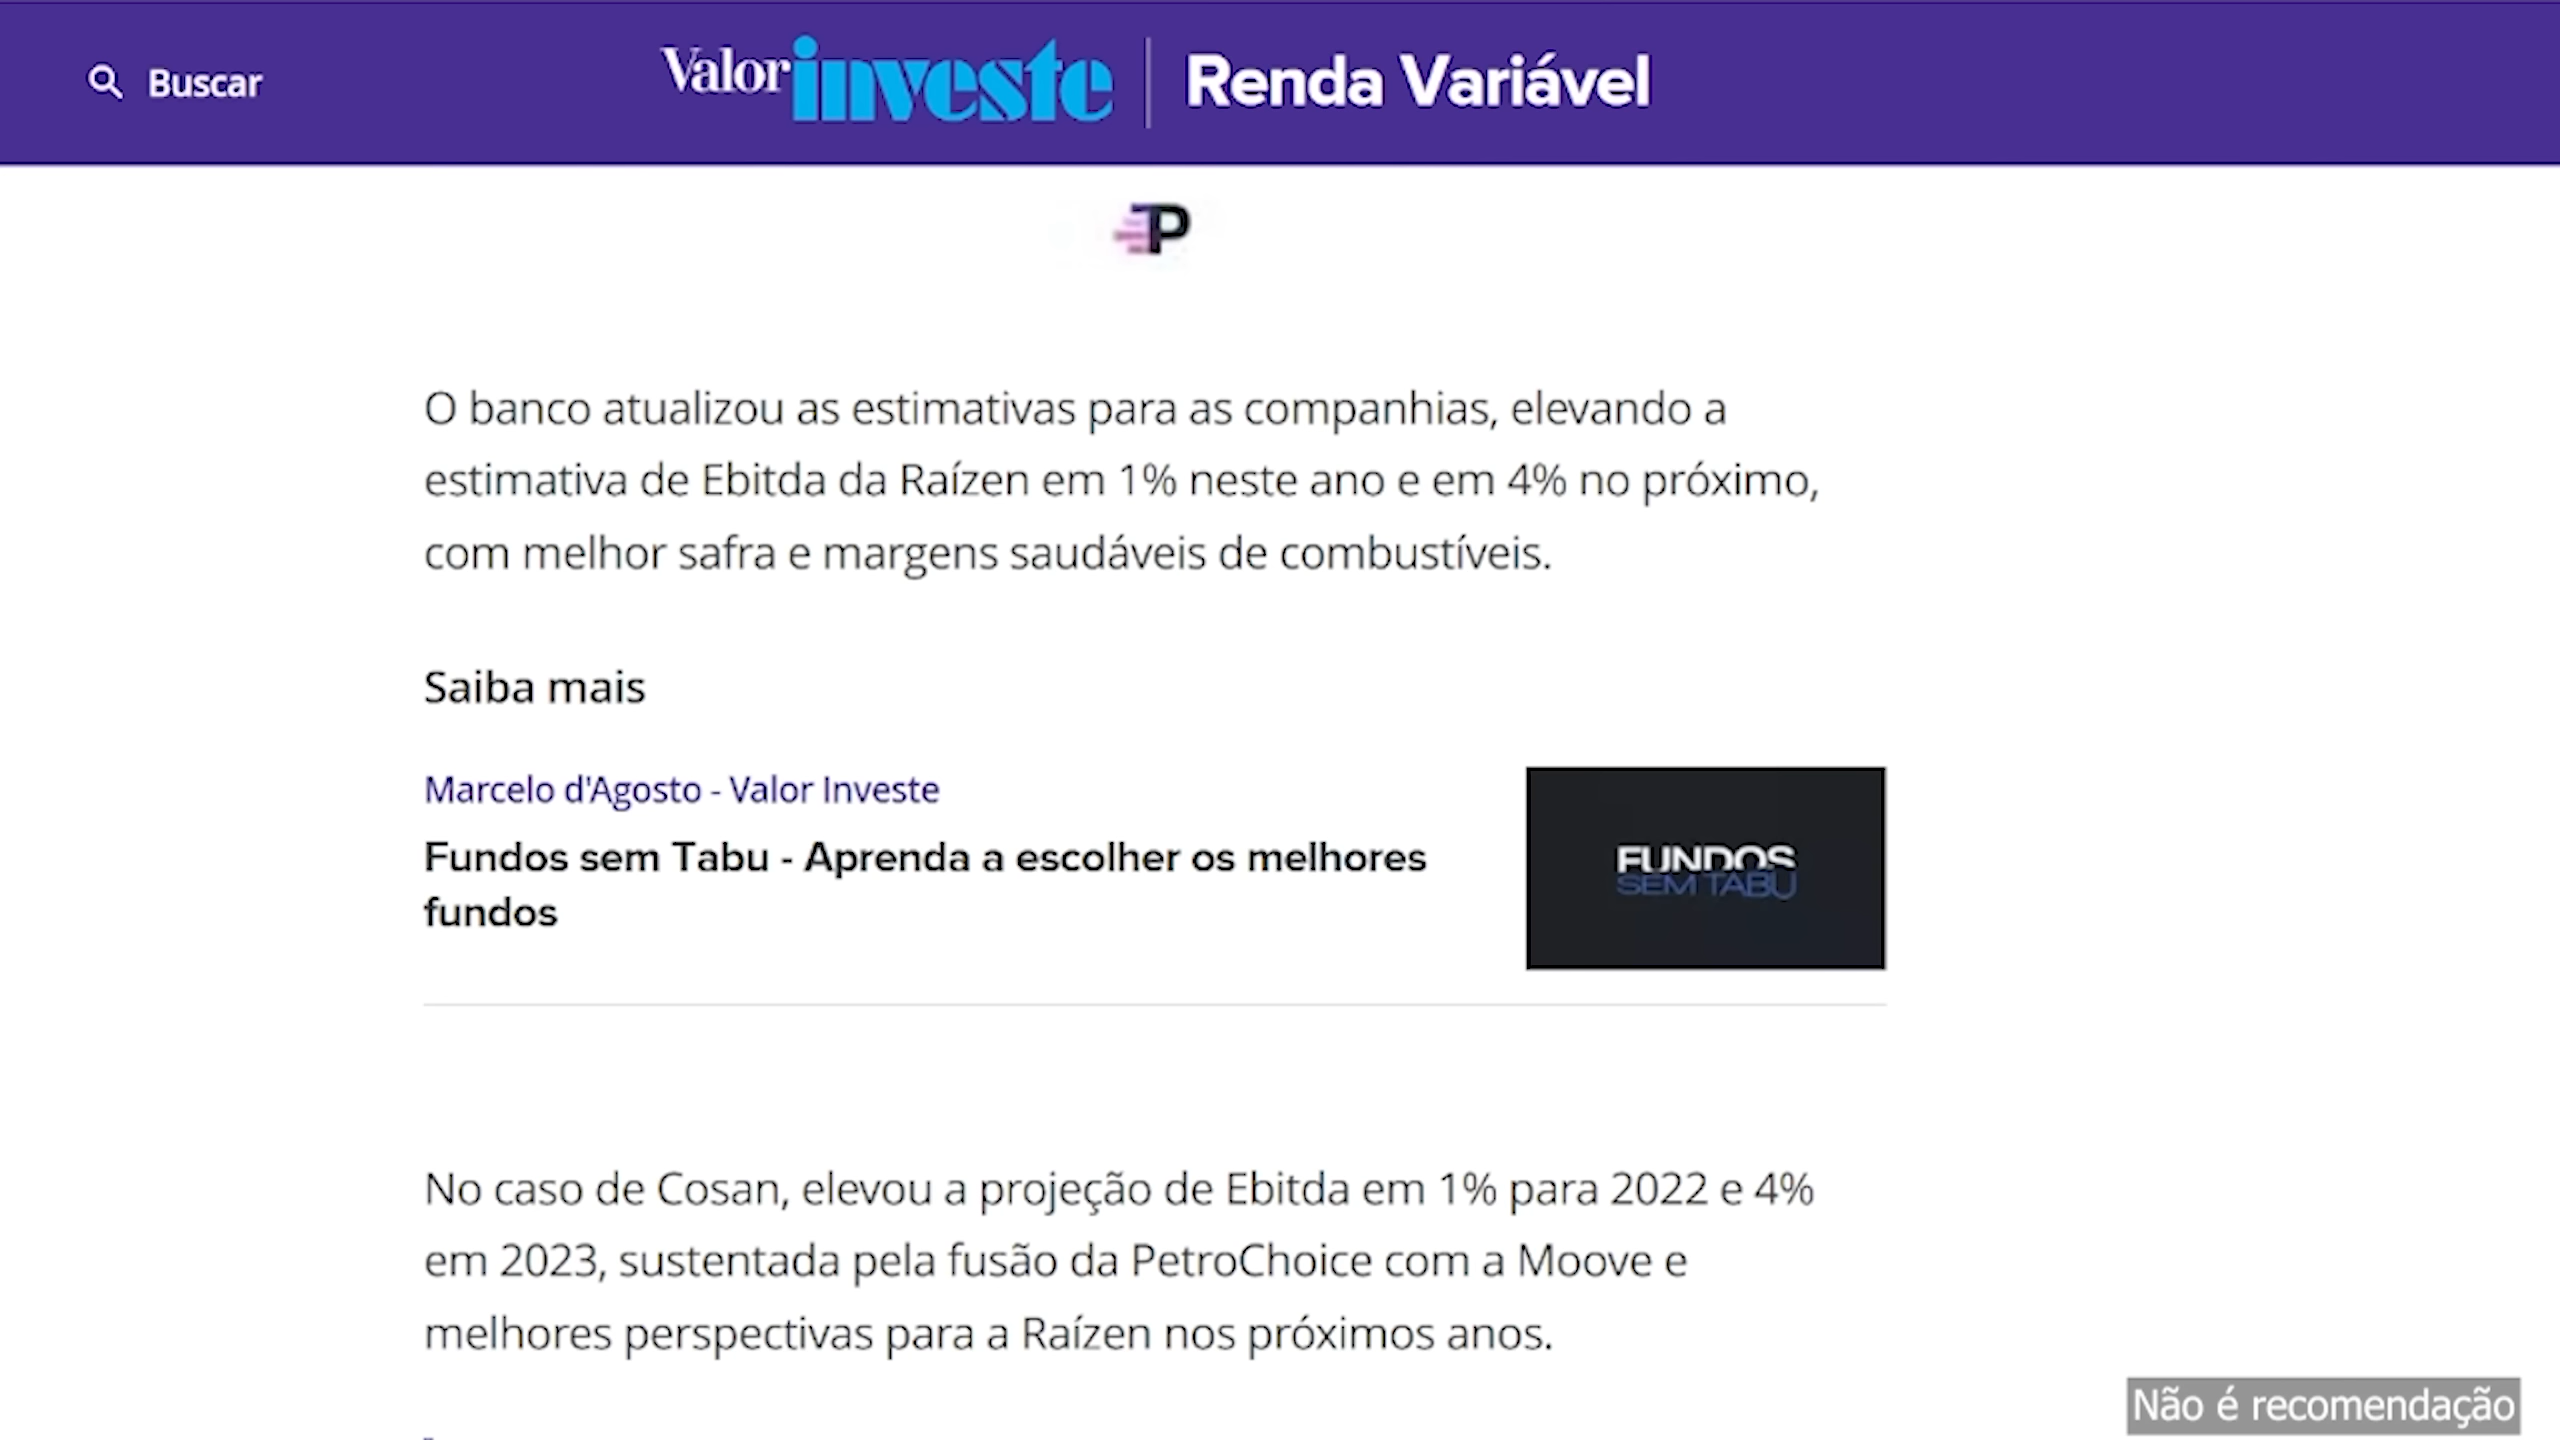 Buscar
Valor investe
Renda Variável
P
O banco atualizou as estimativas para as companhias, elevando a
estimativa de Ebitda da Raízen em 1% neste ano e em 4% no próximo,
com melhor safra e margens saudáveis de combustíveis.
Saiba mais
Marcelo d'Agosto - Valor Investe
Fundos sem Tabu - Aprenda a escolher os melhores
fundos
FUNDOS
SEM TABU
No caso de Cosan, elevou a projeção de Ebitda em 1% para 2022 e 4%
em 2023, sustentada pela fusão da PetroChoice com a Moove e
melhores perspectivas para a Raízen nos próximos anos.
Não é recomendação